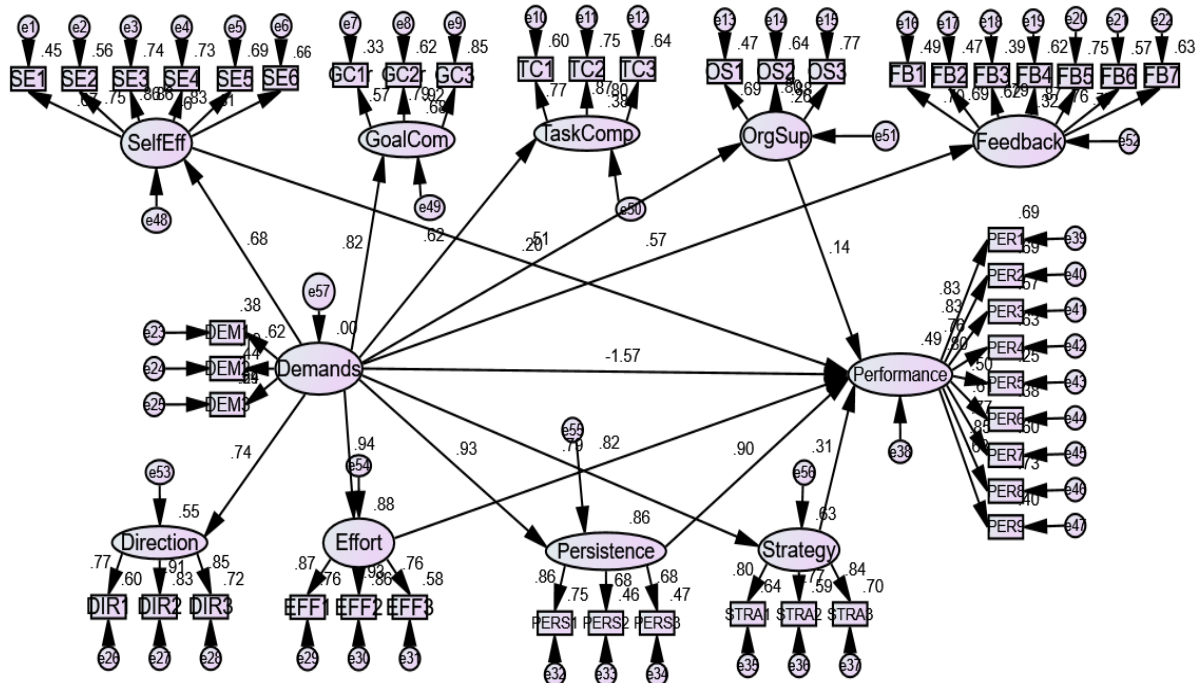 e1 e2 e3 e4 e5 e6 e7 e8 e9 e10 e11 e12 e13 e14 e15 e16 e17 e18 e19 e20 e21 e22
.45 .56 .74 .73 .69 .66 .33 .62 .85 .60 .75 .64 .47 .64 .77 .49 .47 .39 .62 .75 .57 .63
SE1 SE2 SE3 SE4 SE5 SE6 GC1r GC2r GC3 TC1 TC2 TC3 OS1 OS2 OS3 FB1 FB2 FB3 FB4 FB5 FB6 FB7
.75 .83 .57 .77 .87 .80 .69 .69
.38
SelfEff GoalCom TaskComp OrgSup e51 Feedback e52
e48 e49 e50
.68 .82 .62 .20 .51 .57 .14
.69
PER1 e39
PER2 e40
PER3 e41
PER4 e42
PER5 e43
PER6 e44
PER7 e45
PER8 e46
PER9 e47
.83
.83
.49
e57
.38 .00
e23 DEM1 .62
e24 DEM2 Demands -1.57 Performance
e25 DEM3
e38
.74 .94 .93 e55 .79 .82 .90 .31
e53 e54 e56
.55 .88 .86 .63
Direction Effort Persistence Strategy
.77 .91 .85 .87 .76 .86 .68 .68 .80 .77 .84
.60 .83 .72 .76 .86 .58 .75 .46 .47 .64 .59 .70
DIR1 DIR2 DIR3 EFF1 EFF2 EFF3 PERS1 PERS2 PERS3 STRA1 STRA2 STRA3
e26 e27 e28 e29 e30 e31 e32 e33 e34 e35 e36 e37